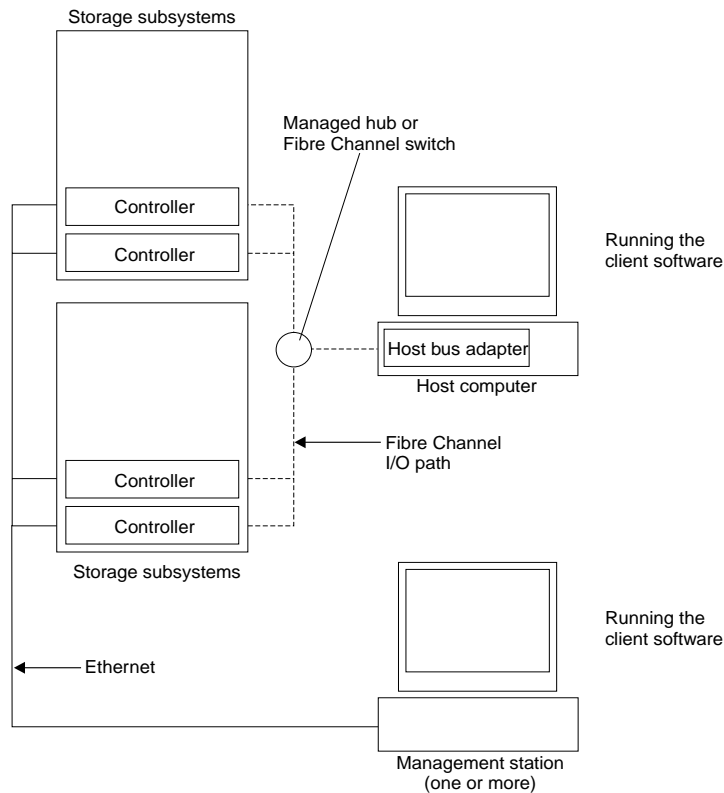 Storage subsystems
Managed hub or
Fibre Channel switch
Controller
Controller
Running the
client software
Host bus adapter
Host computer
Fibre Channel
I/O path
Controller
Controller
Storage subsystems
Running the
client software
Ethernet
Management station
(one or more)